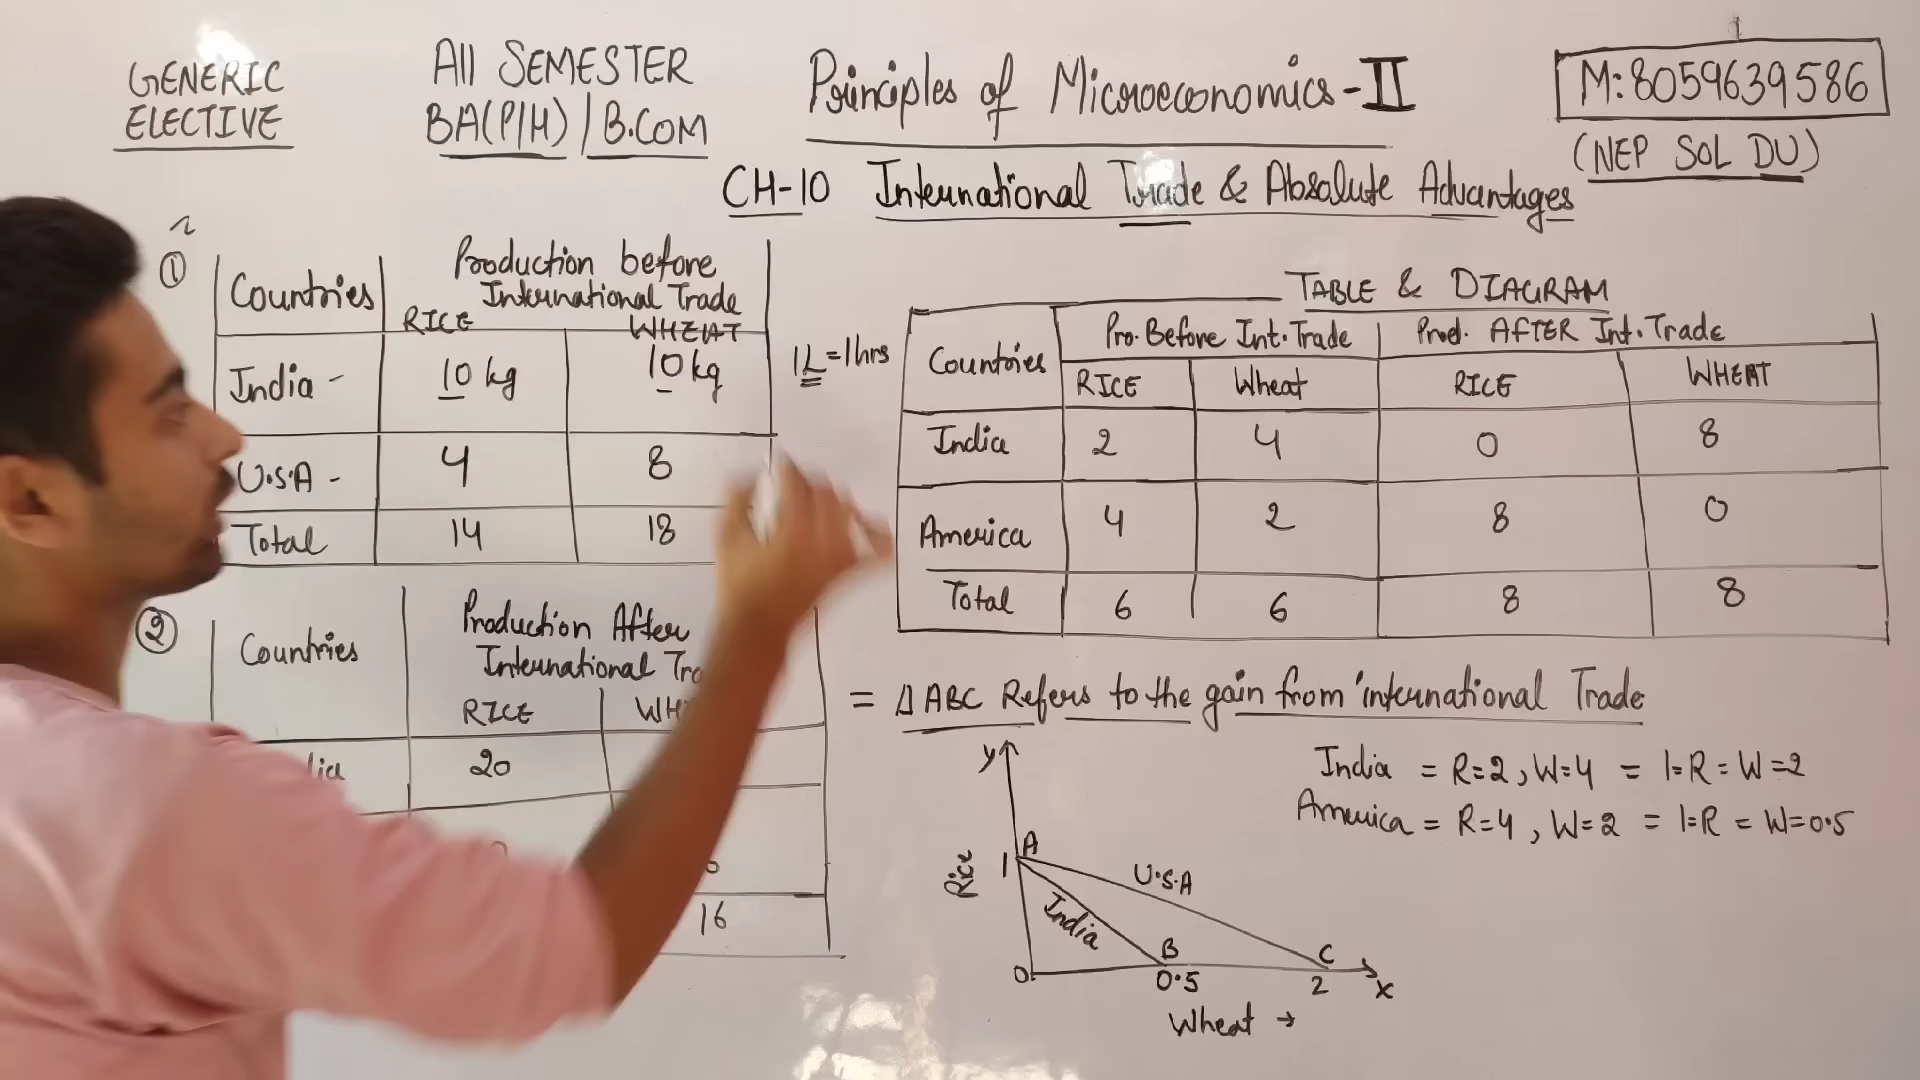 GENERIC
ELECTIVE
All SEMESTER
BA(P/H) / B.COM
Principles of Microeconomics-II
M:8059639586
(NEP SOL DU)
CH-10 International Trade & Absolute Advantages
①
Countries
Production before
International Trade
RICE WHEAT
India - 10 kg 10 kg
U.S.A - 4 8
Total 14 18
1L=1hrs
②
Countries
Production After
International
RICE
20
16
TABLE & DIAGRAM
Countries Pro. Before Int. Trade Prod. AFTER Int. Trade
RICE Wheat RICE WHEAT
India 2 4 0 8
America 4 2 8 0
Total 6 6 8 8
= Δ ABC Refers to the gain from international Trade
India = R=2, W=4 = 1=R = W=2
America = R=4, W=2 = 1=R = W=0.5
y
A
1
Rice
U.S.A
India
B
C
0
0.5
2
x
Wheat →